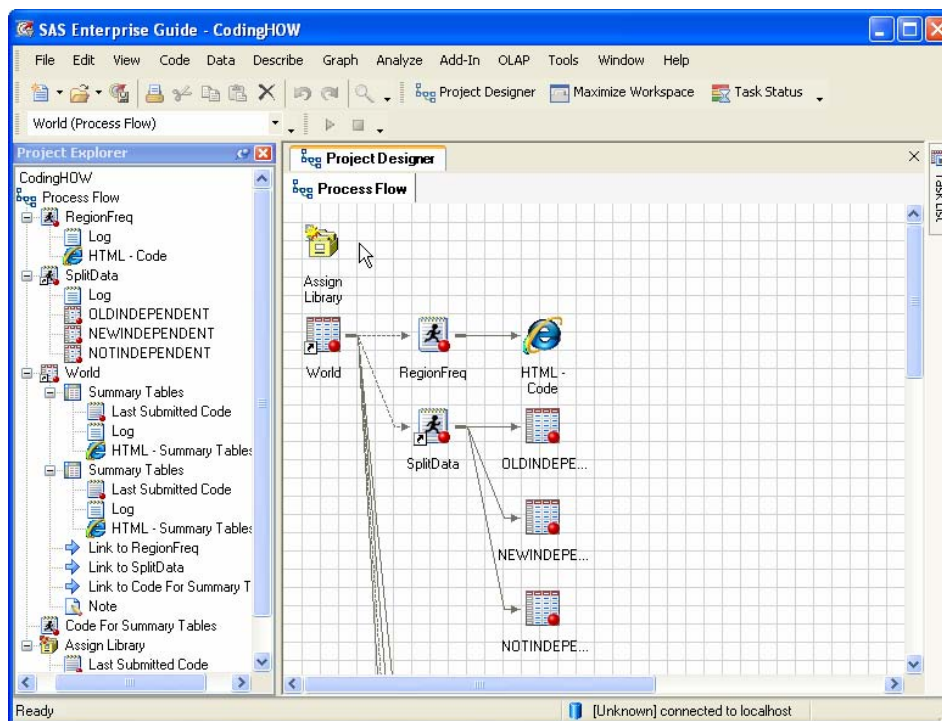 SAS Enterprise Guide - CodingHOW
File Edit View Code Data Describe Graph Analyze Add-In OLAP Tools Window Help
Project Designer Maximize Workspace Task Status
World (Process Flow)
Project Explorer
CodingHOW
Process Flow
RegionFreq
Log
HTML - Code
SplitData
Log
OLDINDEPENDENT
NEWINDEPENDENT
NOTINDEPENDENT
World
Summary Tables
Last Submitted Code
Log
HTML - Summary Tables
Summary Tables
Last Submitted Code
Log
HTML - Summary Tables
Link to RegionFreq
Link to SplitData
Link to Code For Summary T
Note
Code For Summary Tables
Assign Library
Last Submitted Code
Project Designer
Process Flow
Assign
Library
World
RegionFreq
HTML -
Code
SplitData
OLDINDEPE...
NEWINDEPE...
NOTINDEPE...
Task List
Ready
[Unknown] connected to localhost